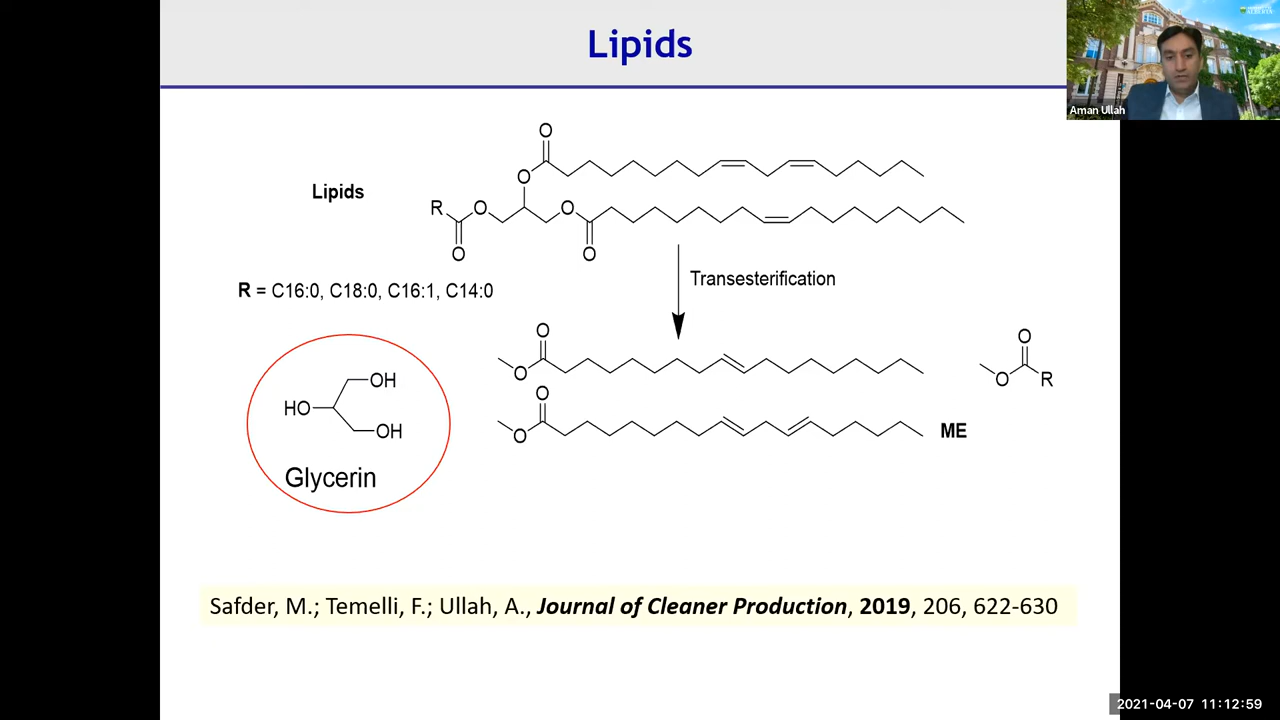 Lipids
ALBERTA
Aman Ullah
Lipids
O
O
R
O
O
O
O
R = C16:0, C18:0, C16:1, C14:0
Transesterification
O
O
O
O
R
O
O
ME
OH
HO
OH
Glycerin
Safder, M.; Temelli, F.; Ullah, A., Journal of Cleaner Production, 2019, 206, 622-630
2021-04-07 11:12:59